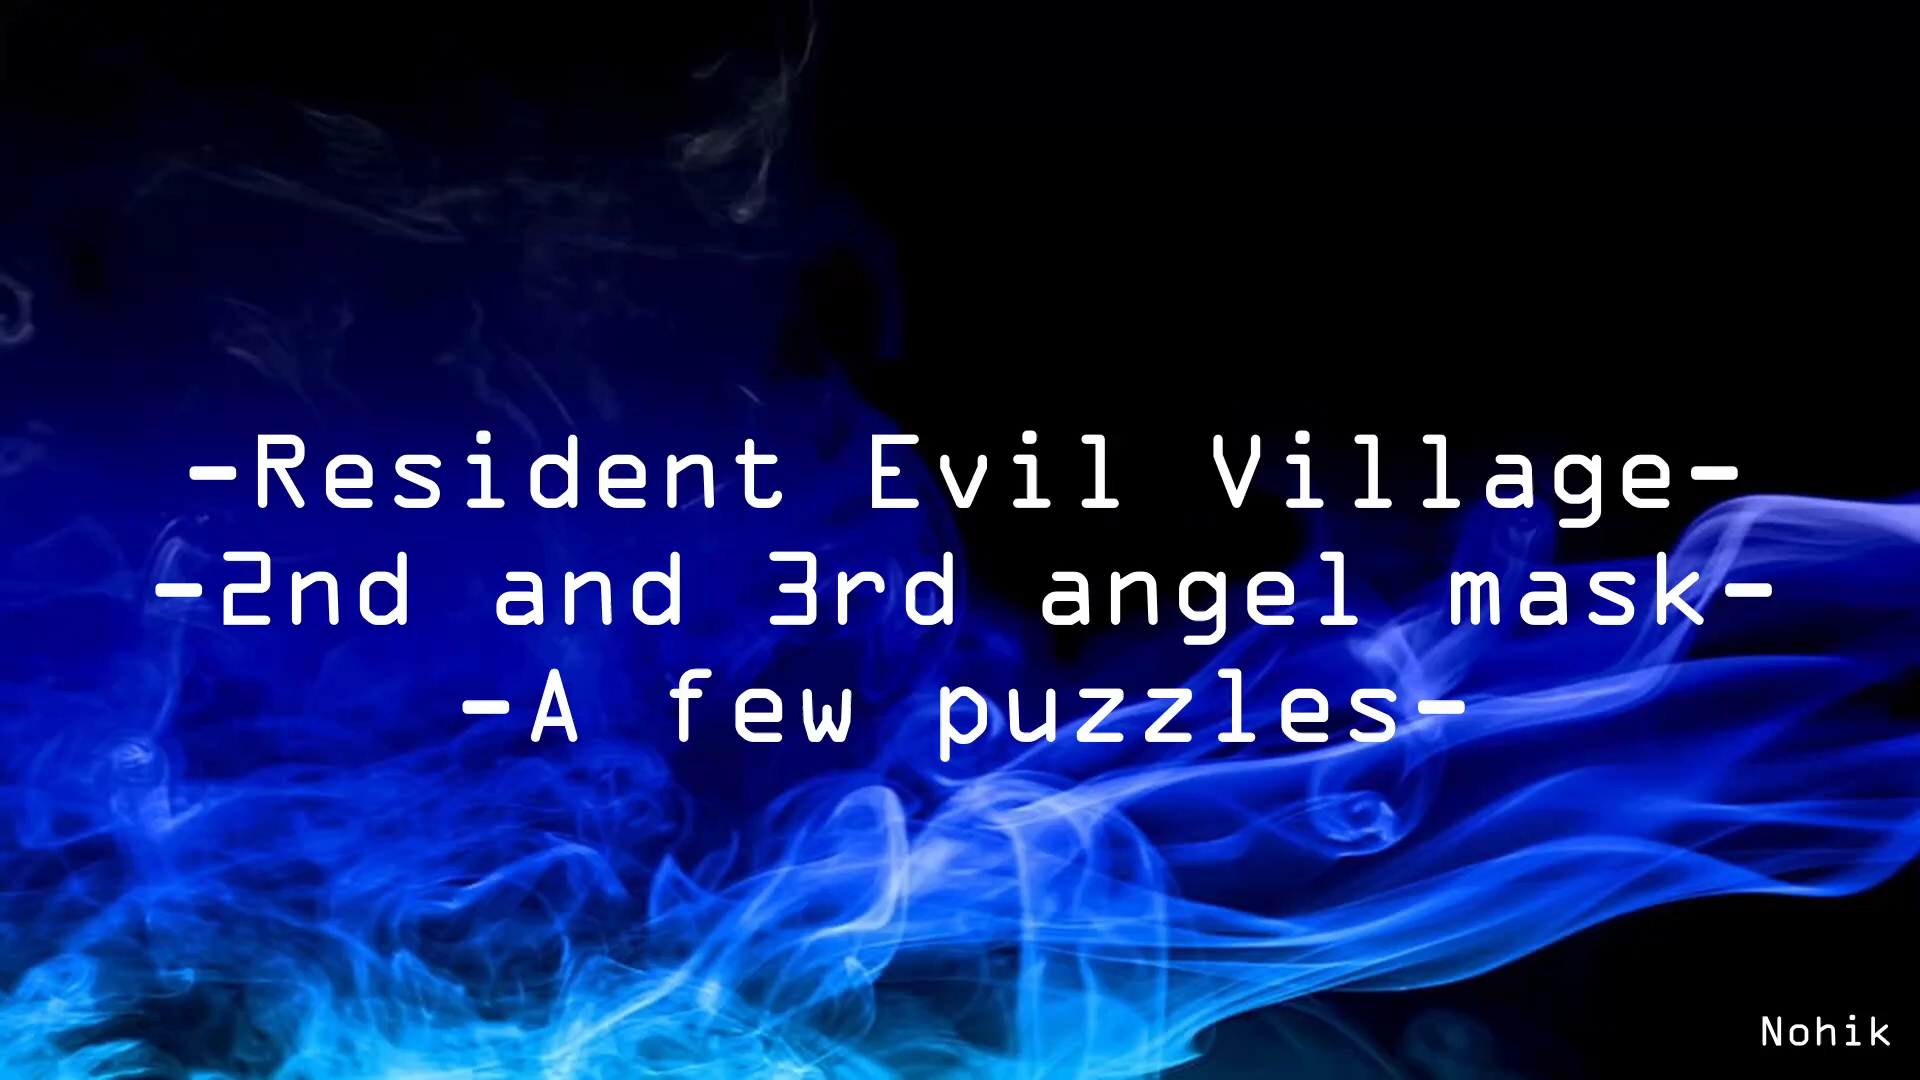 -Resident Evil Village-
-2nd and 3rd angel mask-
-A few puzzles-
Nohik